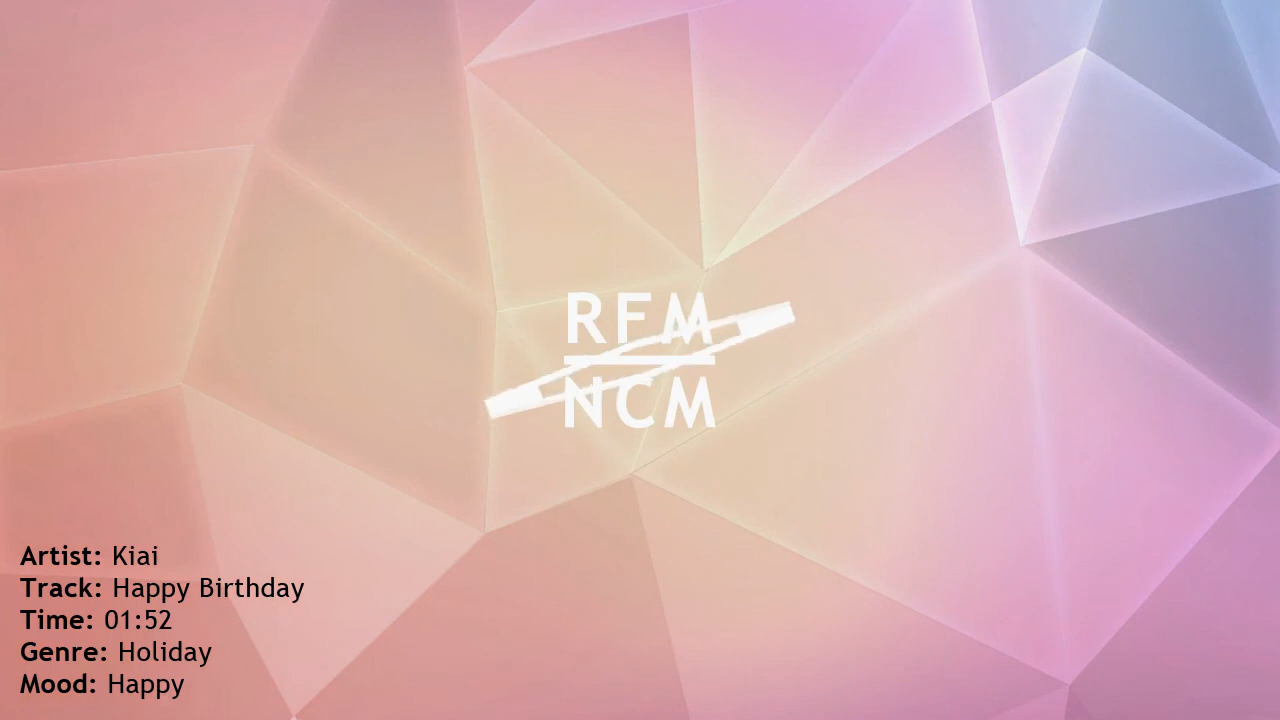 RFM
NCM
Artist: Kiai
Track: Happy Birthday
Time: 01:52
Genre: Holiday
Mood: Happy